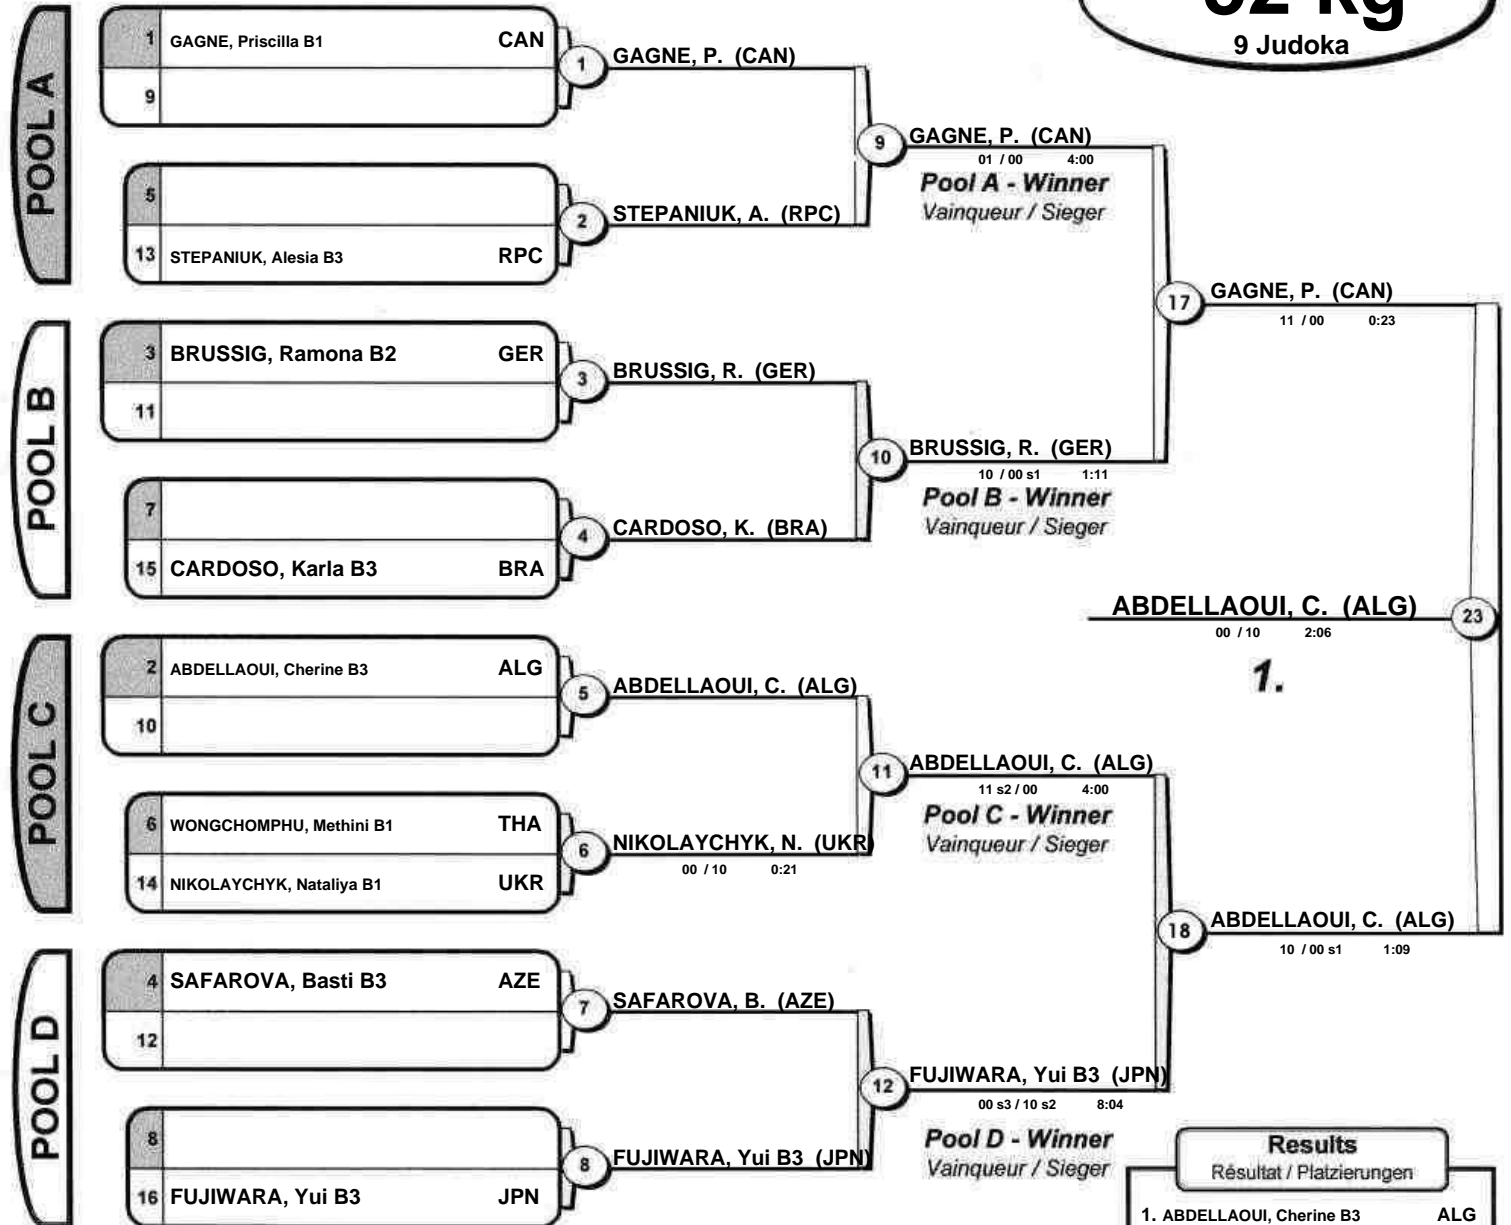 52 kg
9 Judoka
POOL A
1 GAGNE, Priscilla B1 CAN
9
1 GAGNE, P. (CAN)
5
13 STEPANIUK, Alesia B3 RPC
2 STEPANIUK, A. (RPC)
9 GAGNE, P. (CAN)
01 / 00 4:00
Pool A - Winner
Vainqueur / Sieger
POOL B
3 BRUSSIG, Ramona B2 GER
11
3 BRUSSIG, R. (GER)
7
15 CARDOSO, Karla B3 BRA
4 CARDOSO, K. (BRA)
10 BRUSSIG, R. (GER)
10 / 00 s1 1:11
Pool B - Winner
Vainqueur / Sieger
17 GAGNE, P. (CAN)
11 / 00 0:23
ABDELLAOUI, C. (ALG) 23
00 / 10 2:06
1.
POOL C
2 ABDELLAOUI, Cherine B3 ALG
10
5 ABDELLAOUI, C. (ALG)
6 WONGCHOMPHU, Methini B1 THA
14 NIKOLAYCHYK, Nataliya B1 UKR
6 NIKOLAYCHYK, N. (UKR)
00 / 10 0:21
11 ABDELLAOUI, C. (ALG)
11 s2 / 00 4:00
Pool C - Winner
Vainqueur / Sieger
18 ABDELLAOUI, C. (ALG)
10 / 00 s1 1:09
POOL D
4 SAFAROVA, Basti B3 AZE
12
7 SAFAROVA, B. (AZE)
8
16 FUJIWARA, Yui B3 JPN
8 FUJIWARA, Yui B3 (JPN)
12 FUJIWARA, Yui B3 (JPN)
00 s3 / 10 s2 8:04
Pool D - Winner
Vainqueur / Sieger
Results
Résultat / Platzierungen
1. ABDELLAOUI, Cherine B3 ALG